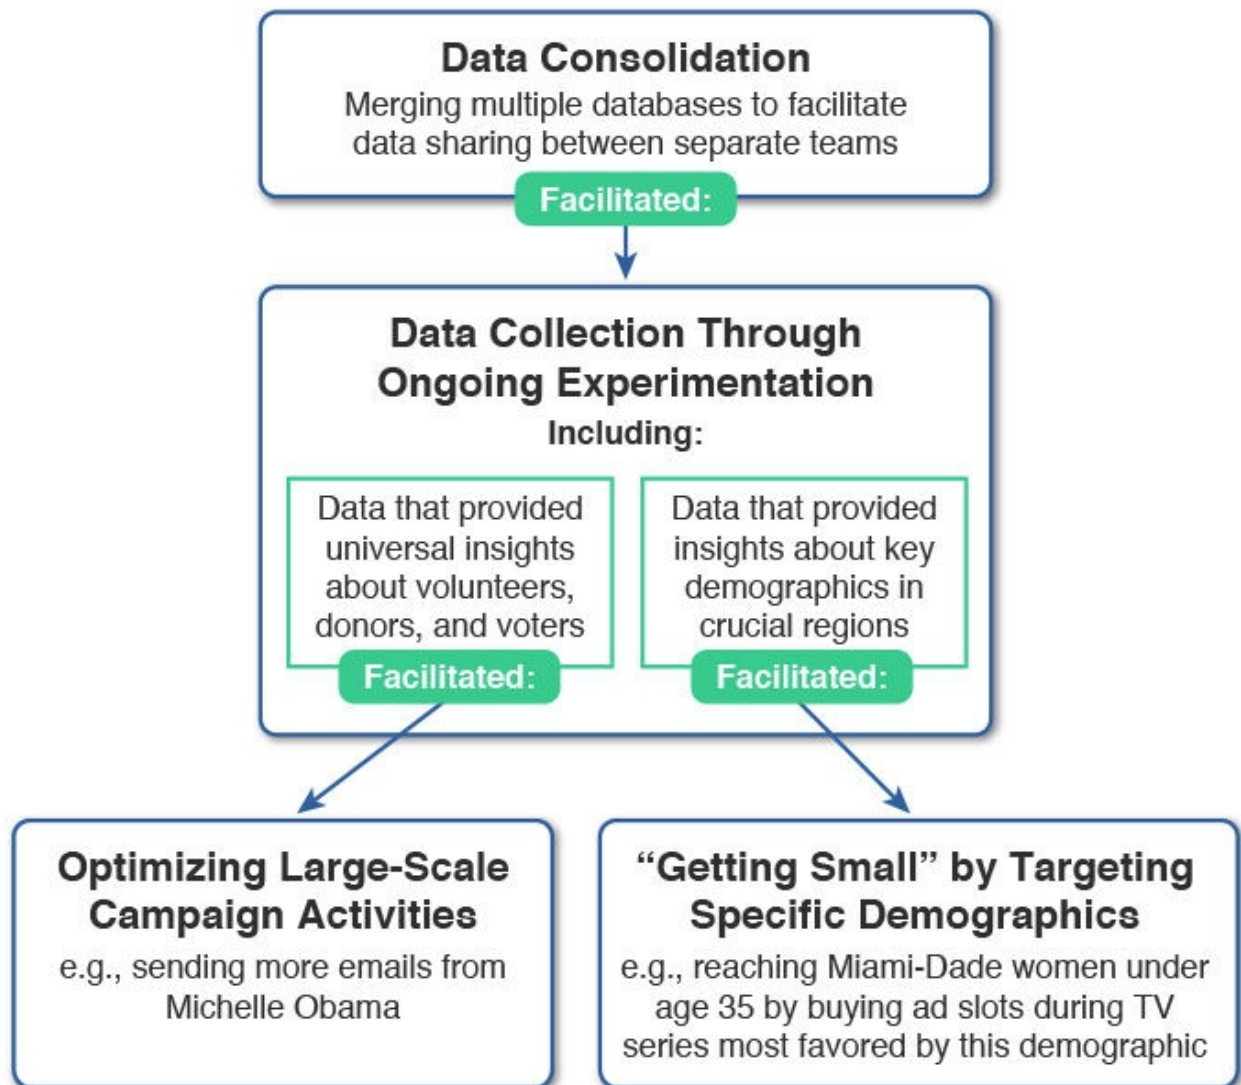 Data Consolidation
Merging multiple databases to facilitate
data sharing between separate teams
Facilitated:
Data Collection Through
Ongoing Experimentation
Including:
Data that provided
universal insights
about volunteers,
donors, and voters
Facilitated:
Data that provided
insights about key
demographics in
crucial regions
Facilitated:
Optimizing Large-Scale
Campaign Activities
e.g., sending more emails from
Michelle Obama
“Getting Small” by Targeting
Specific Demographics
e.g., reaching Miami-Dade women under
age 35 by buying ad slots during TV
series most favored by this demographic